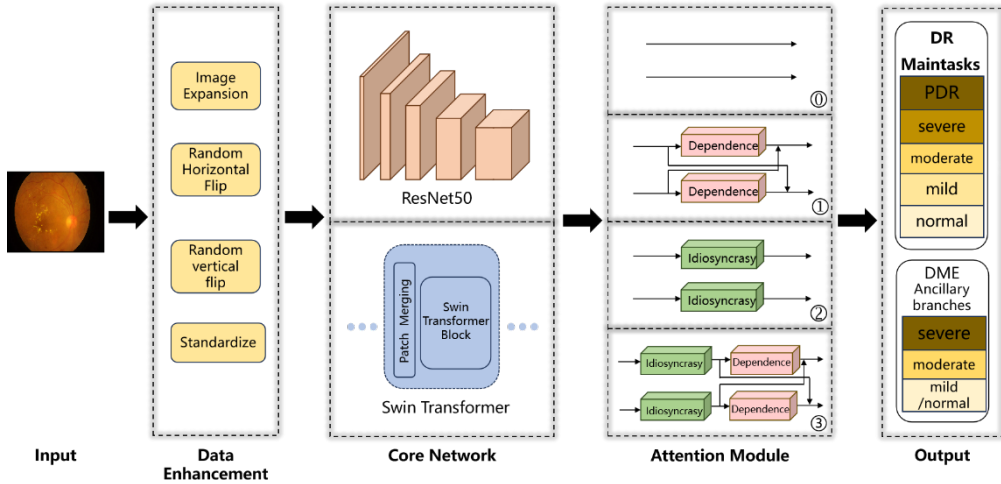 Input
Image
Expansion
Random
Horizontal
Flip
Random
vertical
flip
Standardize
Data
Enhancement
ResNet50
Patch Merging
Swin
Transformer
Block
Swin Transformer
Core Network
⓪
Dependence
Dependence
①
Idiosyncrasy
Idiosyncrasy
②
Idiosyncrasy Dependence
Idiosyncrasy Dependence
③
Attention Module
DR
Maintasks
PDR
severe
moderate
mild
normal
DME
Ancillary
branches
severe
moderate
mild
/normal
Output